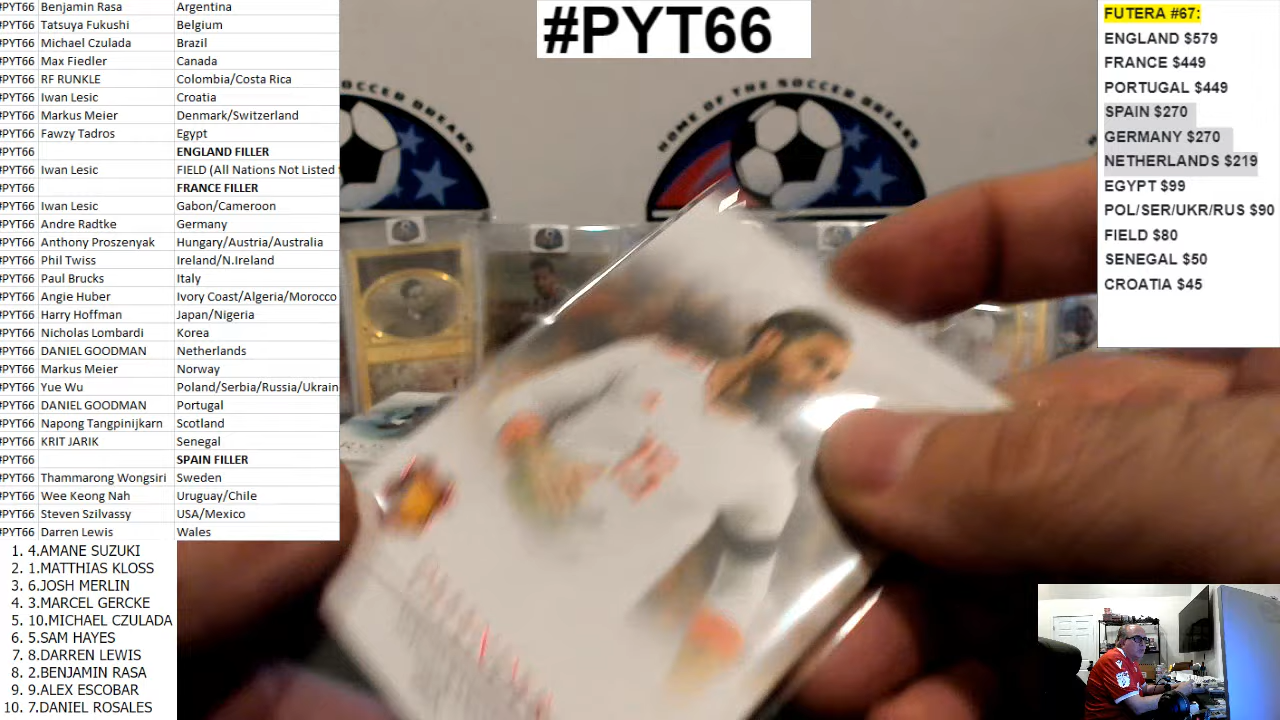 #PYT66 Benjamin Rasa Argentina
#PYT66 Tatsuya Fukushi Belgium
#PYT66 Michael Czulada Brazil
#PYT66 Max Fiedler Canada
#PYT66 RF RUNKLE Colombia/Costa Rica
#PYT66 Iwan Lesic Croatia
#PYT66 Markus Meier Denmark/Switzerland
#PYT66 Fawzy Tadros Egypt
#PYT66 ENGLAND FILLER
#PYT66 Iwan Lesic FIELD (All Nations Not Listed
#PYT66 FRANCE FILLER
#PYT66 Iwan Lesic Gabon/Cameroon
#PYT66 Andre Radtke Germany
#PYT66 Anthony Proszenyak Hungary/Austria/Australia
#PYT66 Phil Twiss Ireland/N.Ireland
#PYT66 Paul Brucks Italy
#PYT66 Angie Huber Ivory Coast/Algeria/Morocco
#PYT66 Harry Hoffman Japan/Nigeria
#PYT66 Nicholas Lombardi Korea
#PYT66 DANIEL GOODMAN Netherlands
#PYT66 Markus Meier Norway
#PYT66 Yue Wu Poland/Serbia/Russia/Ukrain
#PYT66 DANIEL GOODMAN Portugal
#PYT66 Napong Tangpinijkarn Scotland
#PYT66 KRIT JARIK Senegal
#PYT66 SPAIN FILLER
#PYT66 Thammarong Wongsiri Sweden
#PYT66 Wee Keong Nah Uruguay/Chile
#PYT66 Steven Szilvassy USA/Mexico
#PYT66 Darren Lewis Wales
1. 4.AMANE SUZUKI
2. 1.MATTHIAS KLOSS
3. 6.JOSH MERLIN
4. 3.MARCEL GERCKE
5. 10.MICHAEL CZULADA
6. 5.SAM HAYES
7. 8.DARREN LEWIS
8. 2.BENJAMIN RASA
9. 9.ALEX ESCOBAR
10. 7.DANIEL ROSALES
#PYT66
OCCER BREAKS
HOME OF THE SOCCER BREAKS
FUTERA #67:
ENGLAND $579
FRANCE $449
PORTUGAL $449
SPAIN $270
GERMANY $270
NETHERLANDS $219
EGYPT $99
POL/SER/UKR/RUS $90
FIELD $80
SENEGAL $50
CROATIA $45